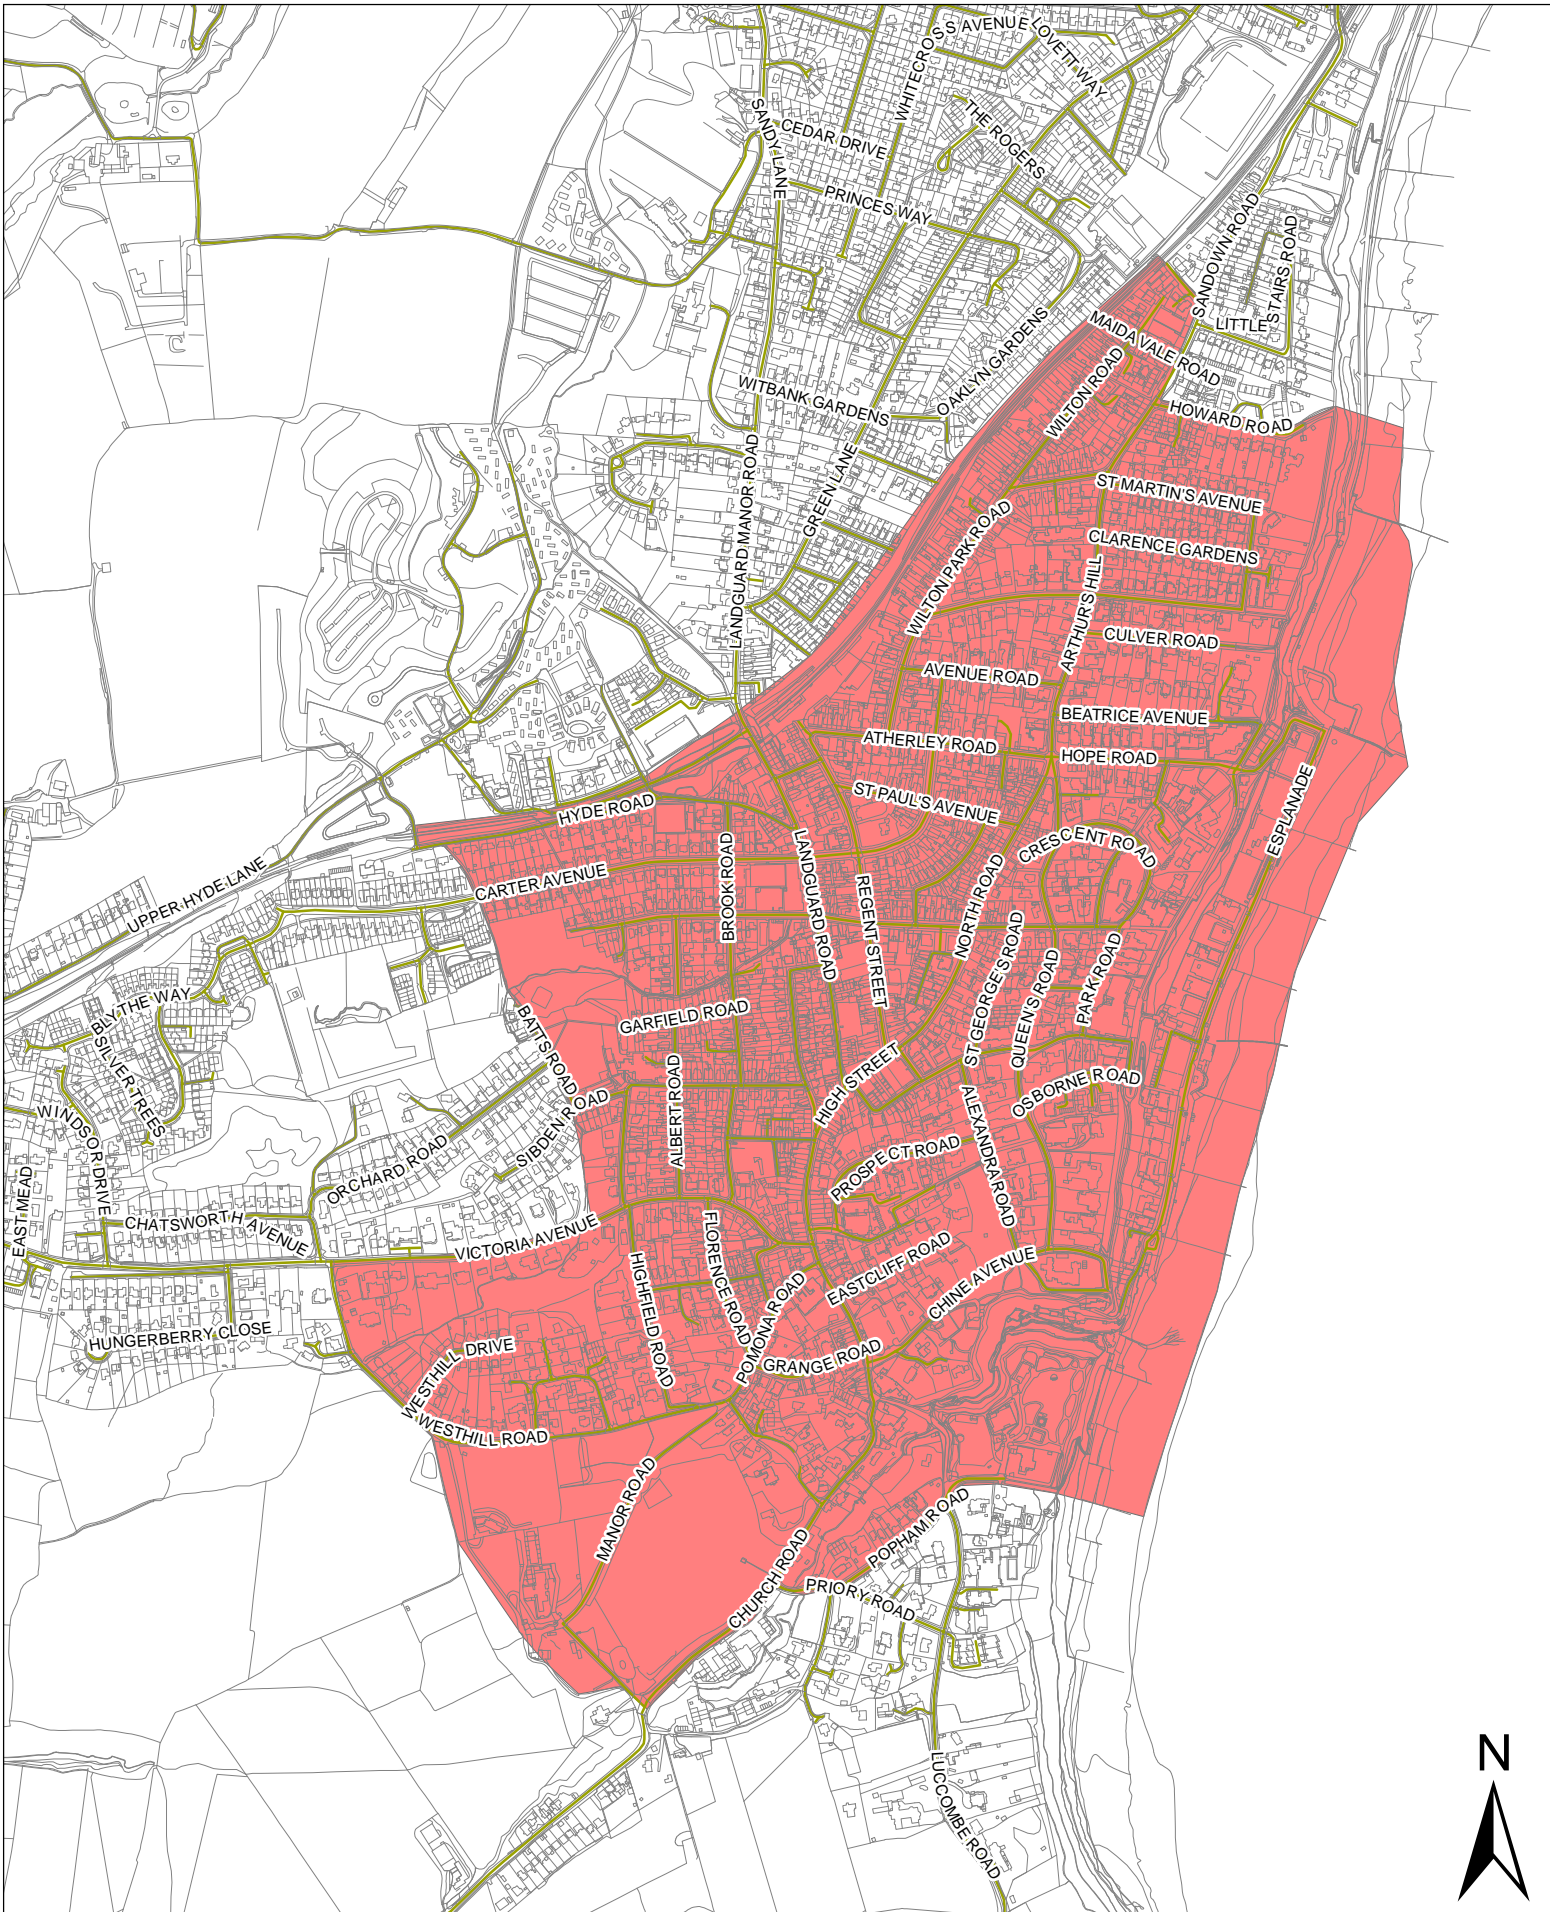 WHITECROSS AVENUE
LOVETT WAY
SANDY LANE
CEDAR DRIVE
THE ROGERS
PRINCES WAY
SANDOWN ROAD
LITTLE STAIRS ROAD
MAIDA VALE ROAD
OAKLYN GARDENS
WILTON ROAD
WITBANK GARDENS
HOWARD ROAD
LANDGUARD MANOR ROAD
GREEN LANE
ST MARTIN'S AVENUE
WILTON PARK ROAD
CLARENCE GARDENS
ARTHUR'S HILL
CULVER ROAD
AVENUE ROAD
BEATRICE AVENUE
ATHERLEY ROAD
HOPE ROAD
ESPLANADE
ST PAUL'S AVENUE
HYDE ROAD
CRESCENT ROAD
UPPER HYDE LANE
CARTER AVENUE
BROOK ROAD
LANDGUARD ROAD
REGENT STREET
NORTH ROAD
ST GEORGE'S ROAD
QUEENS ROAD
PARK ROAD
BLYTHE WAY
SILVER TREES
BATTS ROAD
GARFIELD ROAD
ALBERT ROAD
HIGH STREET
OSBORNE ROAD
ALEXANDRA ROAD
WINDSOR DRIVE
SIBDEN ROAD
ORCHARD ROAD
PROSPECT ROAD
EAST MEAD
CHATSWORTH AVENUE
VICTORIA AVENUE
FLORENCE ROAD
EASTCLIFF ROAD
CHINE AVENUE
HIGHFIELD ROAD
POMONA ROAD
HUNGERBERRY CLOSE
WESTHILL DRIVE
GRANGE ROAD
WESTHILL ROAD
MANOR ROAD
POPHAM ROAD
CHURCH ROAD
PRIORY ROAD
LUCCOMBE ROAD
N